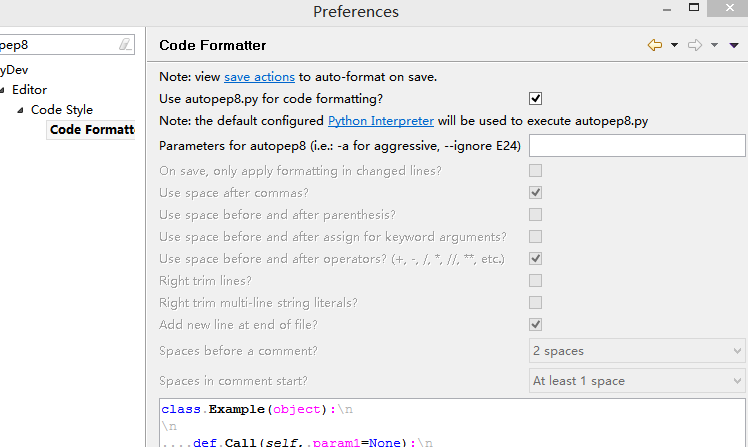 Preferences
pep8
yDev
Editor
Code Style
Code Formatte
Code Formatter
Note: view save actions to auto-format on save.
Use autopep8.py for code formatting?
Note: the default configured Python Interpreter will be used to execute autopep8.py
Parameters for autopep8 (i.e.: -a for aggressive, --ignore E24)
On save, only apply formatting in changed lines?
Use space after commas?
Use space before and after parenthesis?
Use space before and after assign for keyword arguments?
Use space before and after operators? (+, -, /, *, //, **, etc.)
Right trim lines?
Right trim multi-line string literals?
Add new line at end of file?
Spaces before a comment? 2 spaces
Spaces in comment start? At least 1 space
class.Example(object):\n
\n
....def.Call(self,.param1=None):\n